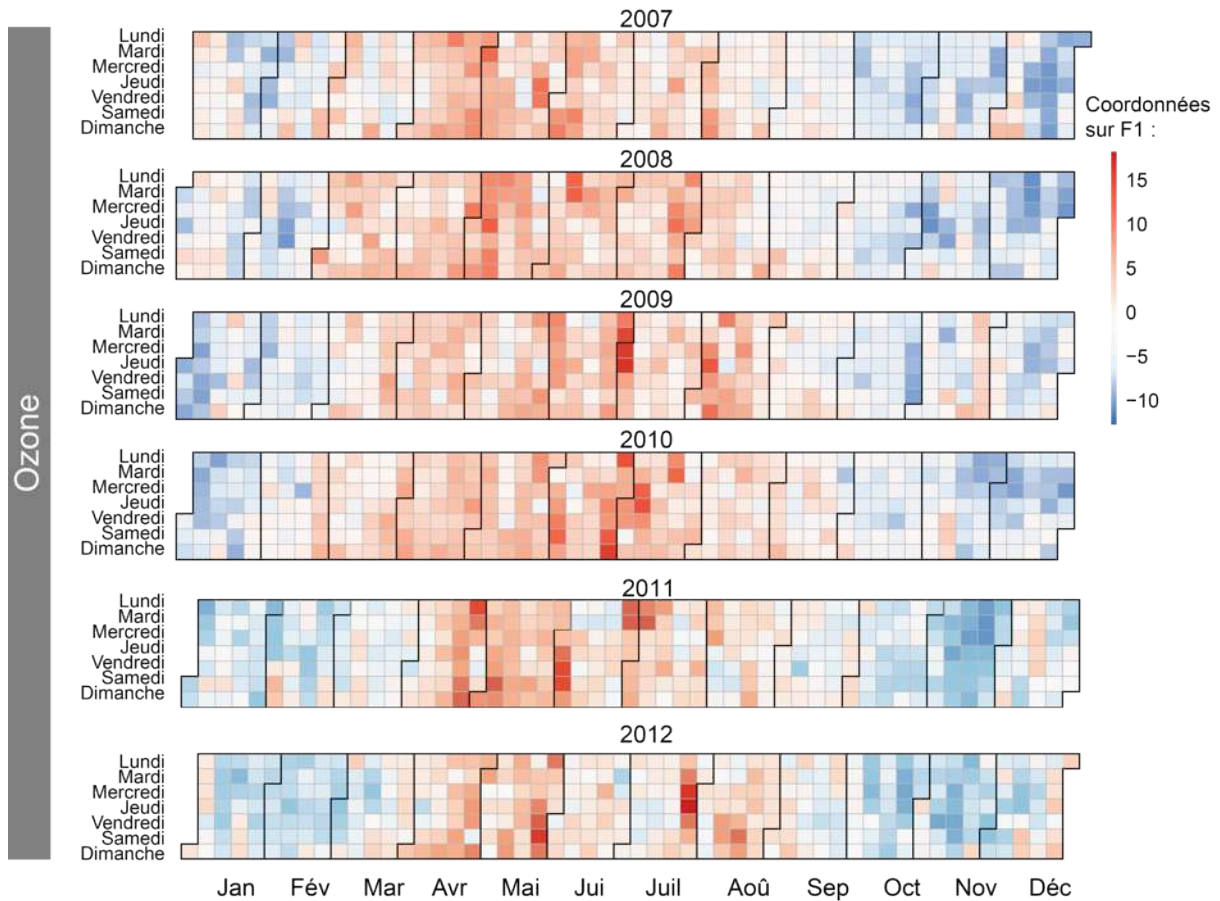 2007
Lundi
Mardi
Mercredi
Jeudi
Vendredi
Samedi
Dimanche
Coordonnées
sur F1 :
15
10
5
0
−5
−10
2008
Lundi
Mardi
Mercredi
Jeudi
Vendredi
Samedi
Dimanche
2009
Lundi
Mardi
Mercredi
Jeudi
Vendredi
Samedi
Dimanche
Ozone
2010
Lundi
Mardi
Mercredi
Jeudi
Vendredi
Samedi
Dimanche
2011
Lundi
Mardi
Mercredi
Jeudi
Vendredi
Samedi
Dimanche
2012
Lundi
Mardi
Mercredi
Jeudi
Vendredi
Samedi
Dimanche
Jan Fév Mar Avr Mai Jui Juil Aoû Sep Oct Nov Déc